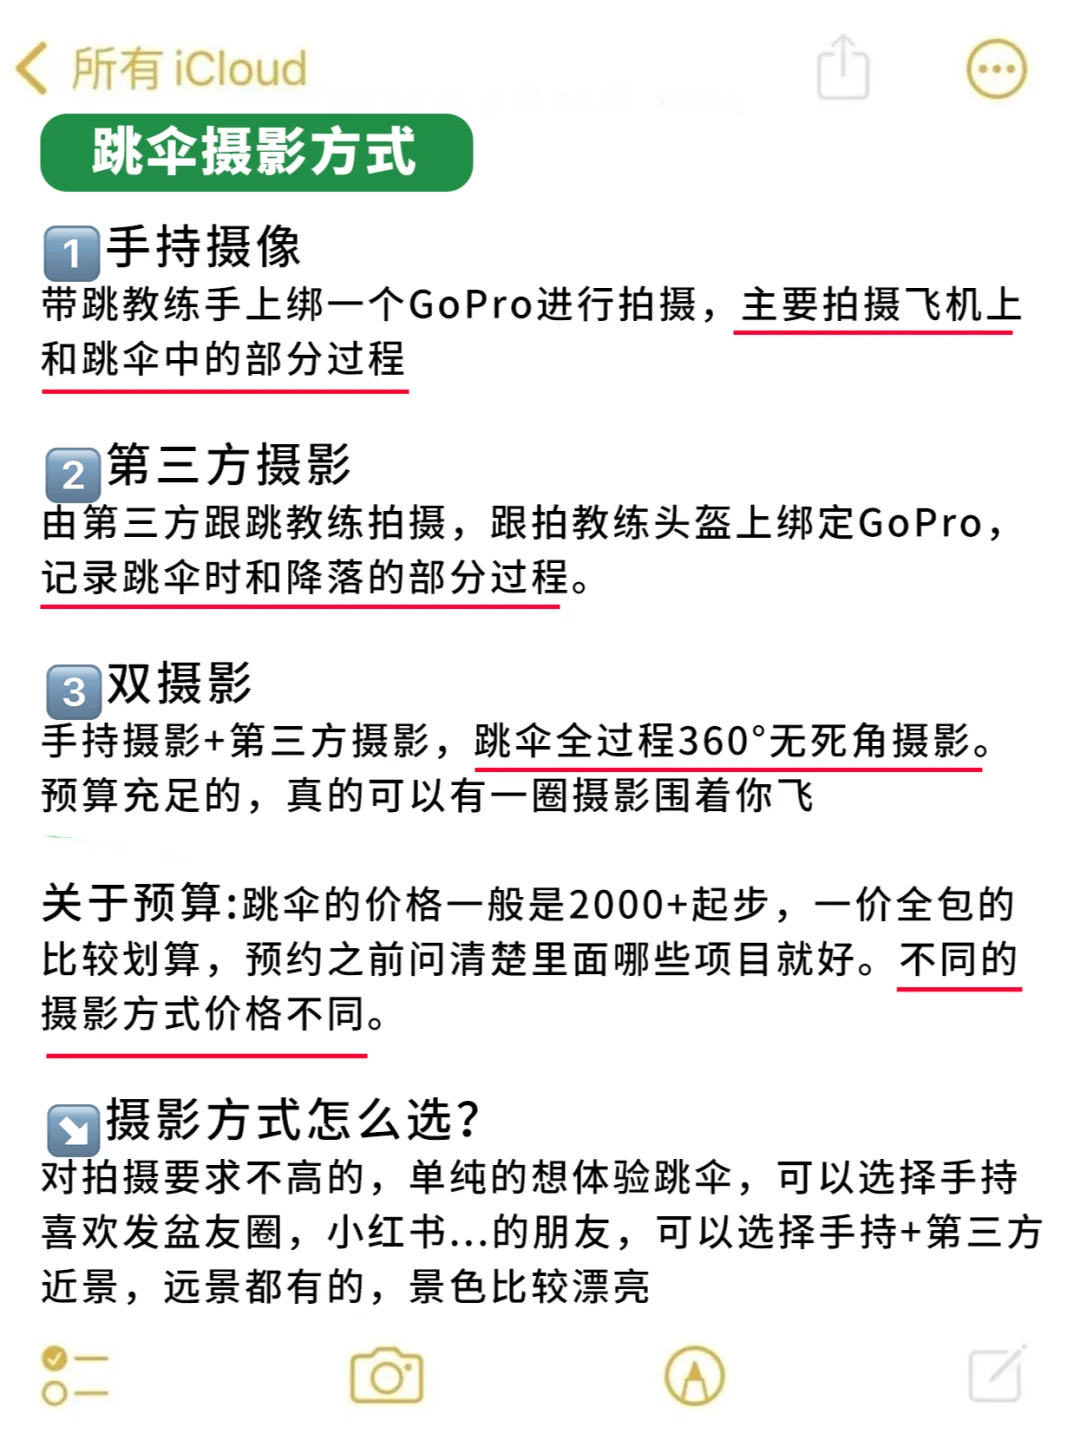 所有 iCloud
跳伞摄影方式
1 手持摄像
带跳教练手上绑一个GoPro进行拍摄，主要拍摄飞机上
和跳伞中的部分过程
2 第三方摄影
由第三方跟跳教练拍摄，跟拍教练头盔上绑定GoPro，
记录跳伞时和降落的部分过程。
3 双摄影
手持摄影+第三方摄影，跳伞全过程360°无死角摄影。
预算充足的，真的可以有一圈摄影围着你飞
关于预算:跳伞的价格一般是2000+起步，一价全包的
比较划算，预约之前问清楚里面哪些项目就好。不同的
摄影方式价格不同。
摄影方式怎么选？
对拍摄要求不高的，单纯的想体验跳伞，可以选择手持
喜欢发盆友圈，小红书...的朋友，可以选择手持+第三方
近景，远景都有的，景色比较漂亮